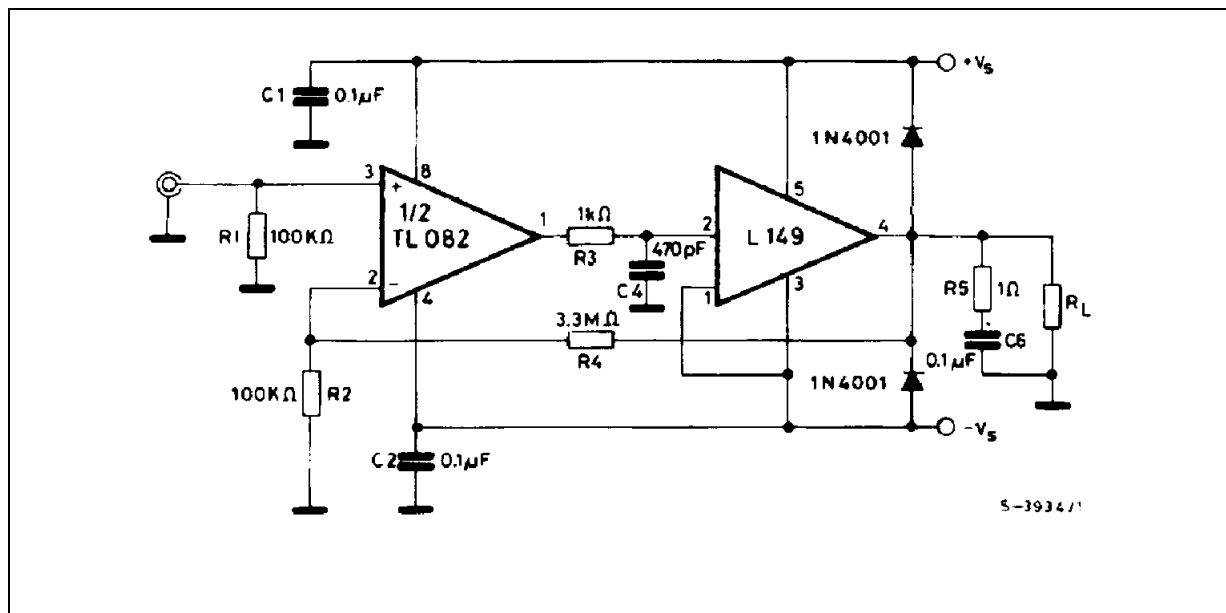 +Vs
C1
0.1µF
1N4001
3
8
5
+
1/2
TL 082
1
1kΩ
2
L 149
4
R1
100KΩ
R3
470pF
2
−
4
C4
1
3
R5
1Ω
RL
3.3MΩ
C6
R4
0.1µF
100KΩ
R2
1N4001
−Vs
C2
0.1µF
S-3934/1